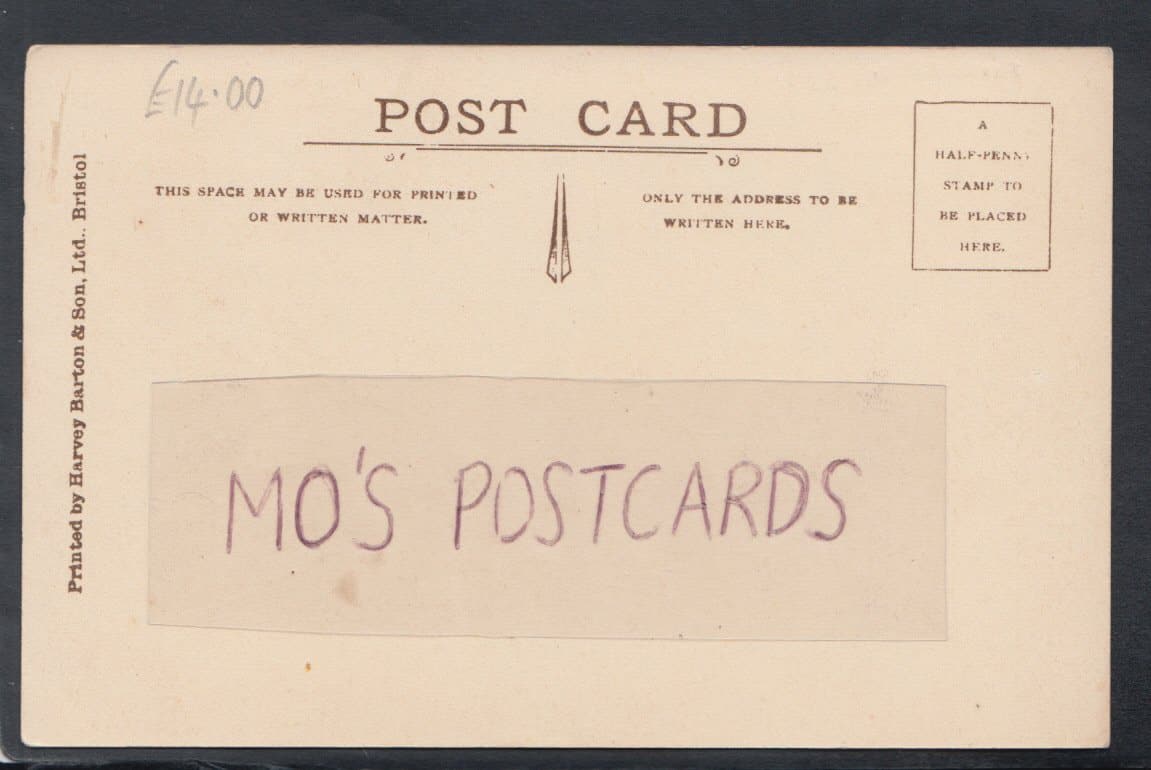 £14.00
POST CARD
THIS SPACE MAY BE USED FOR PRINTED
OR WRITTEN MATTER.
ONLY THE ADDRESS TO BE
WRITTEN HERE.
A
HALF-PENNY
STAMP TO
BE PLACED
HERE.
Printed by Harvey Barton & Son, Ltd.. Bristol
MO'S POSTCARDS